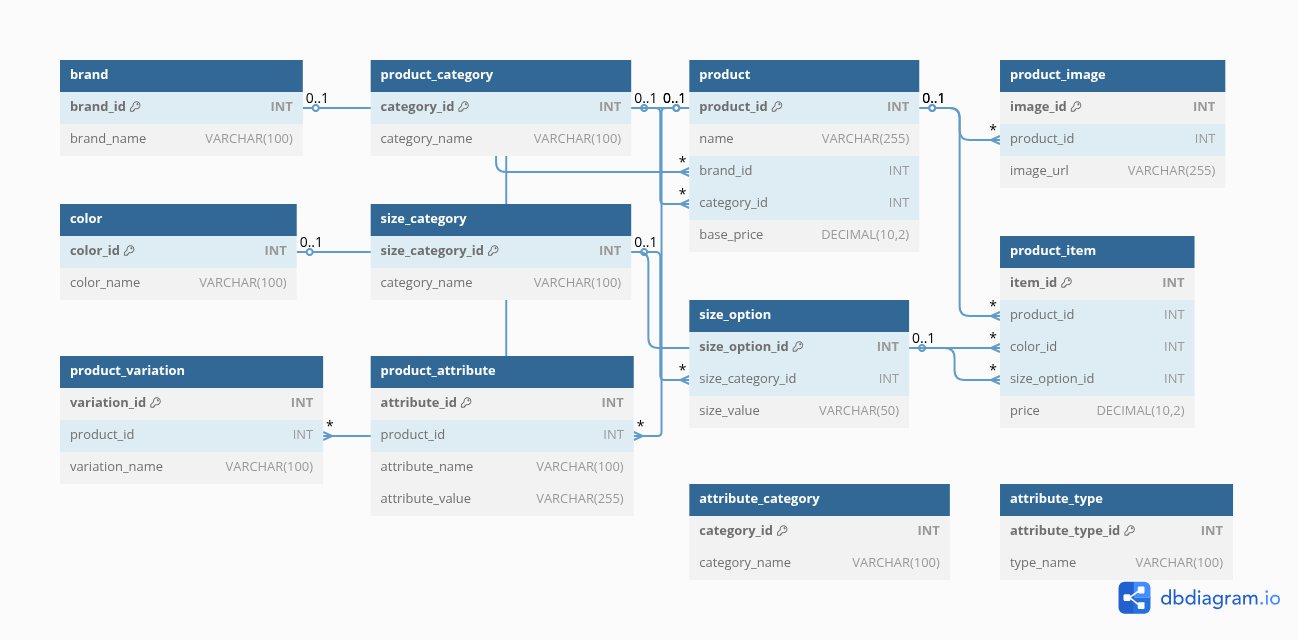 brand
brand_id INT
brand_name VARCHAR(100)
product_category
category_id INT
category_name VARCHAR(100)
product
product_id INT
name VARCHAR(255)
brand_id INT
category_id INT
base_price DECIMAL(10,2)
product_image
image_id INT
product_id INT
image_url VARCHAR(255)
color
color_id INT
color_name VARCHAR(100)
size_category
size_category_id INT
category_name VARCHAR(100)
size_option
size_option_id INT
size_category_id INT
size_value VARCHAR(50)
product_item
item_id INT
product_id INT
color_id INT
size_option_id INT
price DECIMAL(10,2)
product_variation
variation_id INT
product_id INT
variation_name VARCHAR(100)
product_attribute
attribute_id INT
product_id INT
attribute_name VARCHAR(100)
attribute_value VARCHAR(255)
attribute_category
category_id INT
category_name VARCHAR(100)
attribute_type
attribute_type_id INT
type_name VARCHAR(100)
0..1
0..1
0..1
0..1
*
*
*
0..1
0..1
*
*
0..1
*
*
*
*
dbdiagram.io